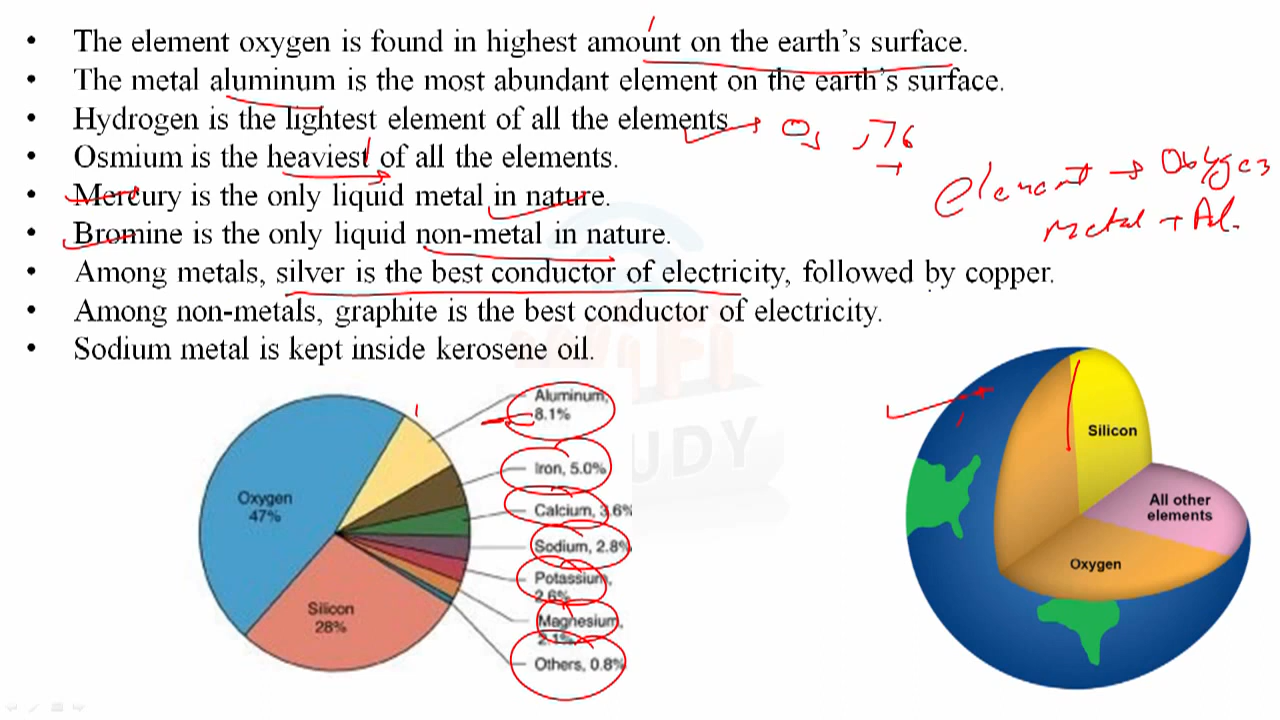 • The element oxygen is found in highest amount on the earth's surface.
• The metal aluminum is the most abundant element on the earth's surface.
• Hydrogen is the lightest element of all the elements
• Osmium is the heaviest of all the elements.
• Mercury is the only liquid metal in nature.
• Bromine is the only liquid non-metal in nature.
• Among metals, silver is the best conductor of electricity, followed by copper.
• Among non-metals, graphite is the best conductor of electricity.
• Sodium metal is kept inside kerosene oil.
Os, 76
element → Oxygen
Metal → Al.
STUDY
Aluminum,
8.1%
Iron, 5.0%
Calcium, 3.6%
Sodium, 2.8%
Potassium,
2.6%
Magnesium,
2.1%
Others, 0.8%
Oxygen
47%
Silicon
28%
Silicon
All other
elements
Oxygen